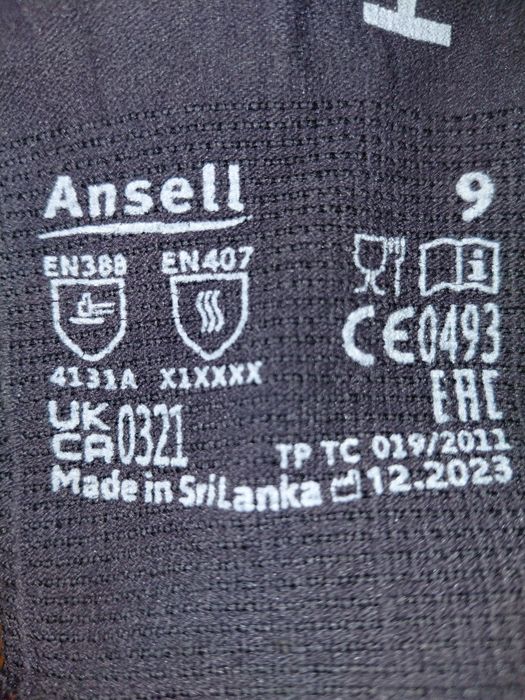 Ansell
9
EN388
EN407
4131A
X1XXXX
CE0493
EAC
UK
CA 0321
TP TC 019/2011
Made in SriLanka
12.2023